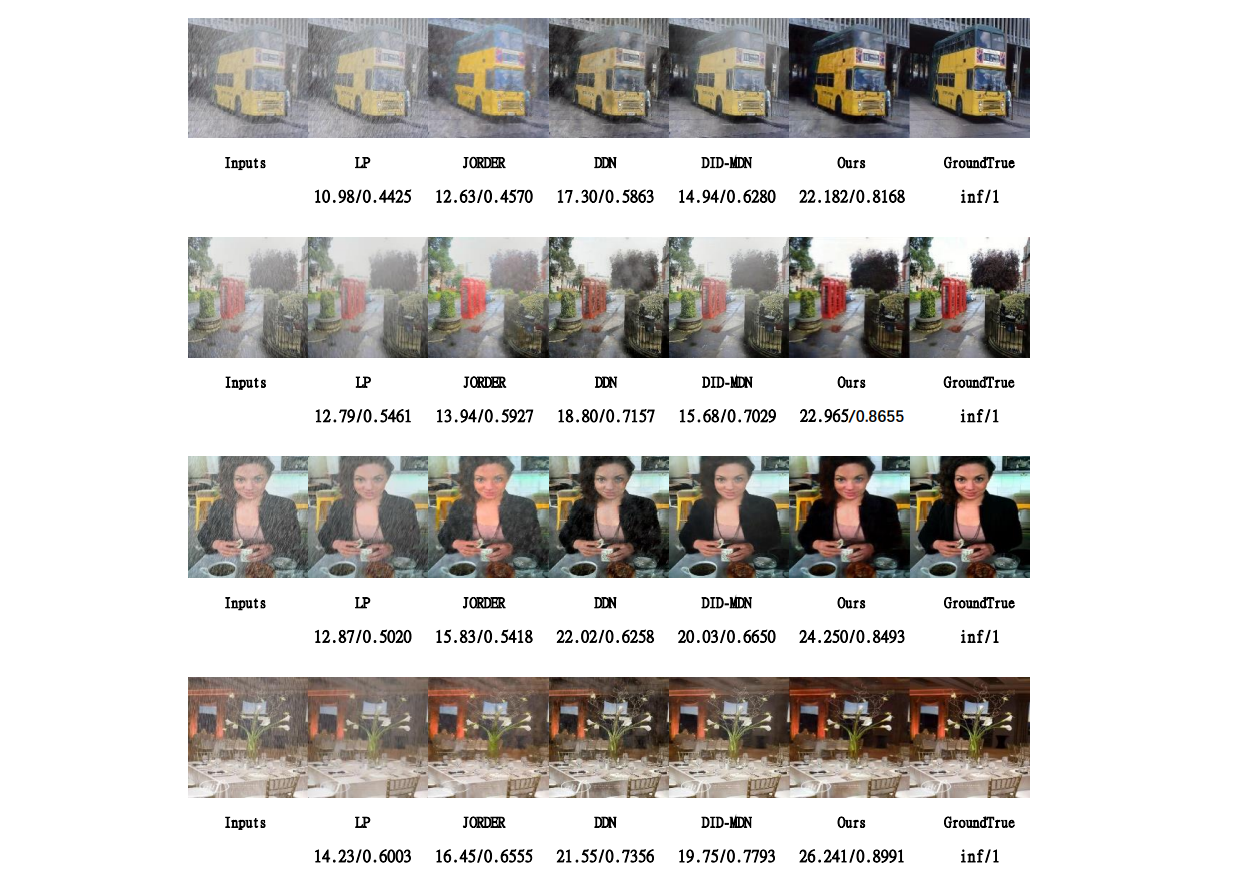 Inputs LP JORDER DDN DID-MDN Ours GroundTrue
10.98/0.4425 12.63/0.4570 17.30/0.5863 14.94/0.6280 22.182/0.8168 inf/1
Inputs LP JORDER DDN DID-MDN Ours GroundTrue
12.79/0.5461 13.94/0.5927 18.80/0.7157 15.68/0.7029 22.965/0.8655 inf/1
Inputs LP JORDER DDN DID-MDN Ours GroundTrue
12.87/0.5020 15.83/0.5418 22.02/0.6258 20.03/0.6650 24.250/0.8493 inf/1
Inputs LP JORDER DDN DID-MDN Ours GroundTrue
14.23/0.6003 16.45/0.6555 21.55/0.7356 19.75/0.7793 26.241/0.8991 inf/1